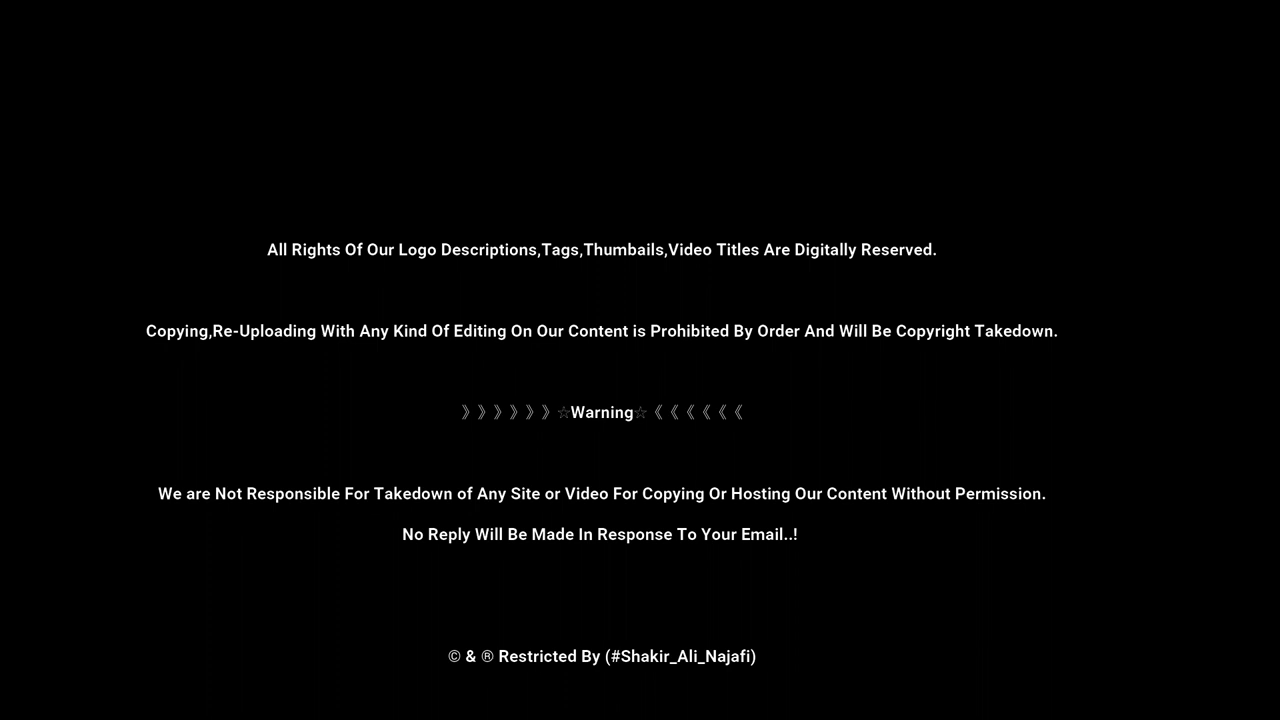 All Rights Of Our Logo Descriptions,Tags,Thumbails,Video Titles Are Digitally Reserved.
Copying,Re-Uploading With Any Kind Of Editing On Our Content is Prohibited By Order And Will Be Copyright Takedown.
》》》》》》☆Warning☆《《《《《《
We are Not Responsible For Takedown of Any Site or Video For Copying Or Hosting Our Content Without Permission.
No Reply Will Be Made In Response To Your Email..!
© & ® Restricted By (#Shakir_Ali_Najafi)